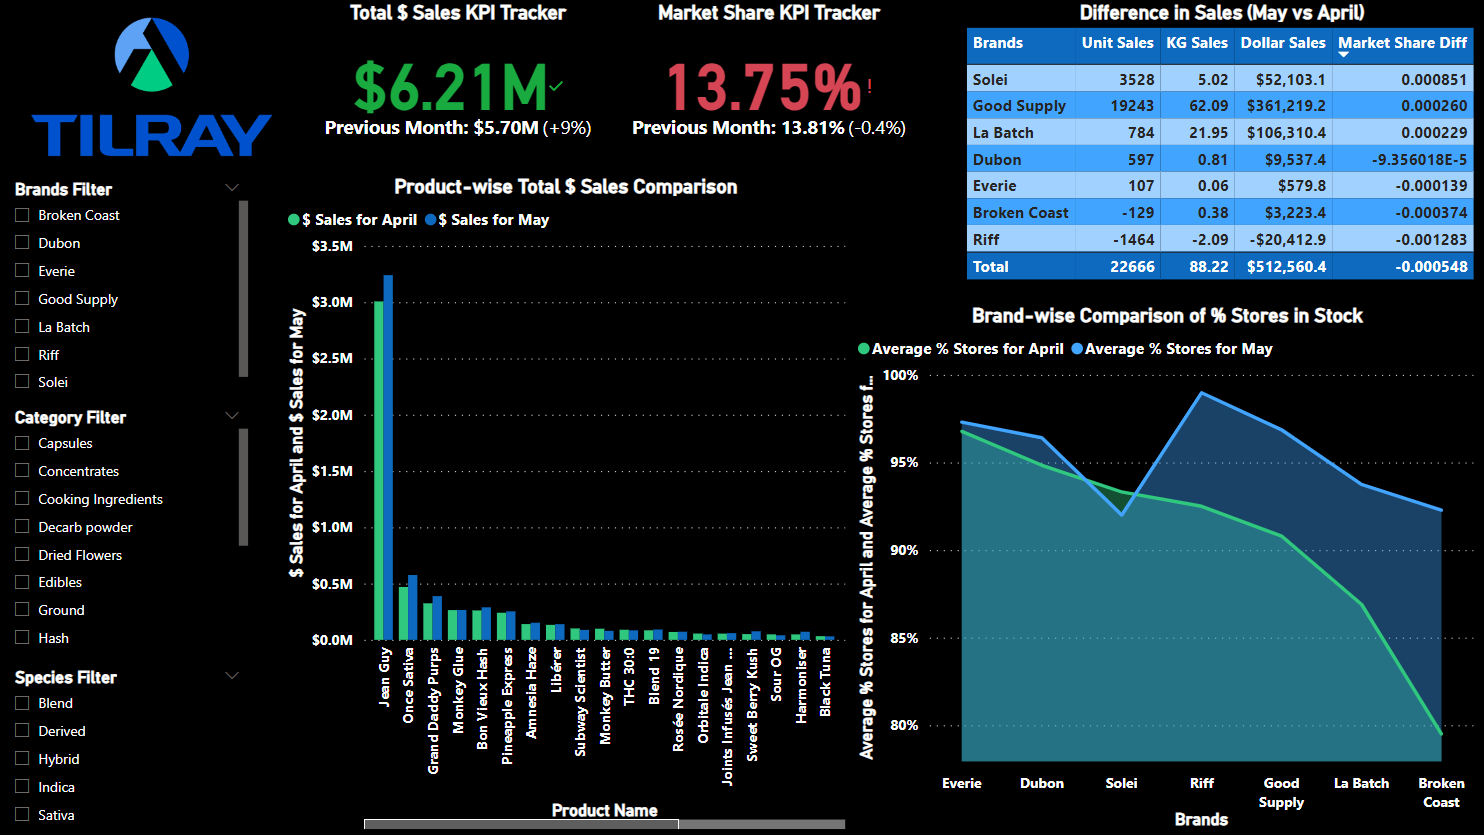 TILRAY
Total $ Sales KPI Tracker
$6.21M
Previous Month: $5.70M (+9%)
Market Share KPI Tracker
13.75% !
Previous Month: 13.81% (-0.4%)
Difference in Sales (May vs April)
Brands Unit Sales KG Sales Dollar Sales Market Share Diff
Solei 3528 5.02 $52,103.1 0.000851
Good Supply 19243 62.09 $361,219.2 0.000260
La Batch 784 21.95 $106,310.4 0.000229
Dubon 597 0.81 $9,537.4 -9.356018E-5
Everie 107 0.06 $579.8 -0.000139
Broken Coast -129 0.38 $3,223.4 -0.000374
Riff -1464 -2.09 -$20,412.9 -0.001283
Total 22666 88.22 $512,560.4 -0.000548
Brands Filter
Broken Coast
Dubon
Everie
Good Supply
La Batch
Riff
Solei
Category Filter
Capsules
Concentrates
Cooking Ingredients
Decarb powder
Dried Flowers
Edibles
Ground
Hash
Species Filter
Blend
Derived
Hybrid
Indica
Sativa
Product-wise Total $ Sales Comparison
$ Sales for April $ Sales for May
$ Sales for April and $ Sales for May
$3.5M
$3.0M
$2.5M
$2.0M
$1.5M
$1.0M
$0.5M
$0.0M
Jean Guy
Once Sativa
Grand Daddy Purps
Monkey Glue
Bon Vieux Hash
Pineapple Express
Amnesia Haze
Libérer
Subway Scientist
Monkey Butter
THC 30:0
Blend 19
Rosée Nordique
Orbitale Indica
Joints Infusés Jean ...
Sweet Berry Kush
Sour OG
Harmoniser
Black Tuna
Product Name
Brand-wise Comparison of % Stores in Stock
Average % Stores for April Average % Stores for May
Average % Stores for April and Average % Stores f...
100%
95%
90%
85%
80%
Everie
Dubon
Solei
Riff
Good
Supply
La Batch
Broken
Coast
Brands